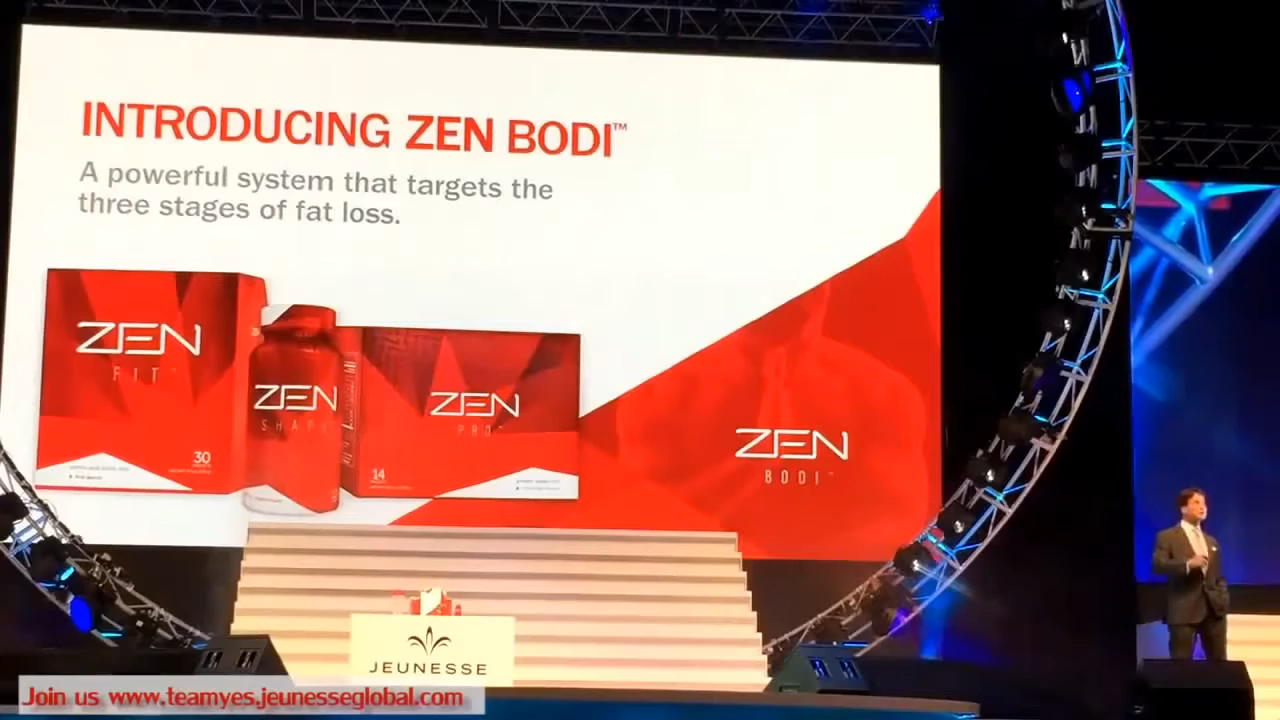 INTRODUCING ZEN BODI™
A powerful system that targets the
three stages of fat loss.
ZEN
FIT
30
ZEN
SHAPE
ZEN
PRO
14
ZEN
BODI™
JEUNESSE
Join us www.teamyes.jeunesseglobal.com